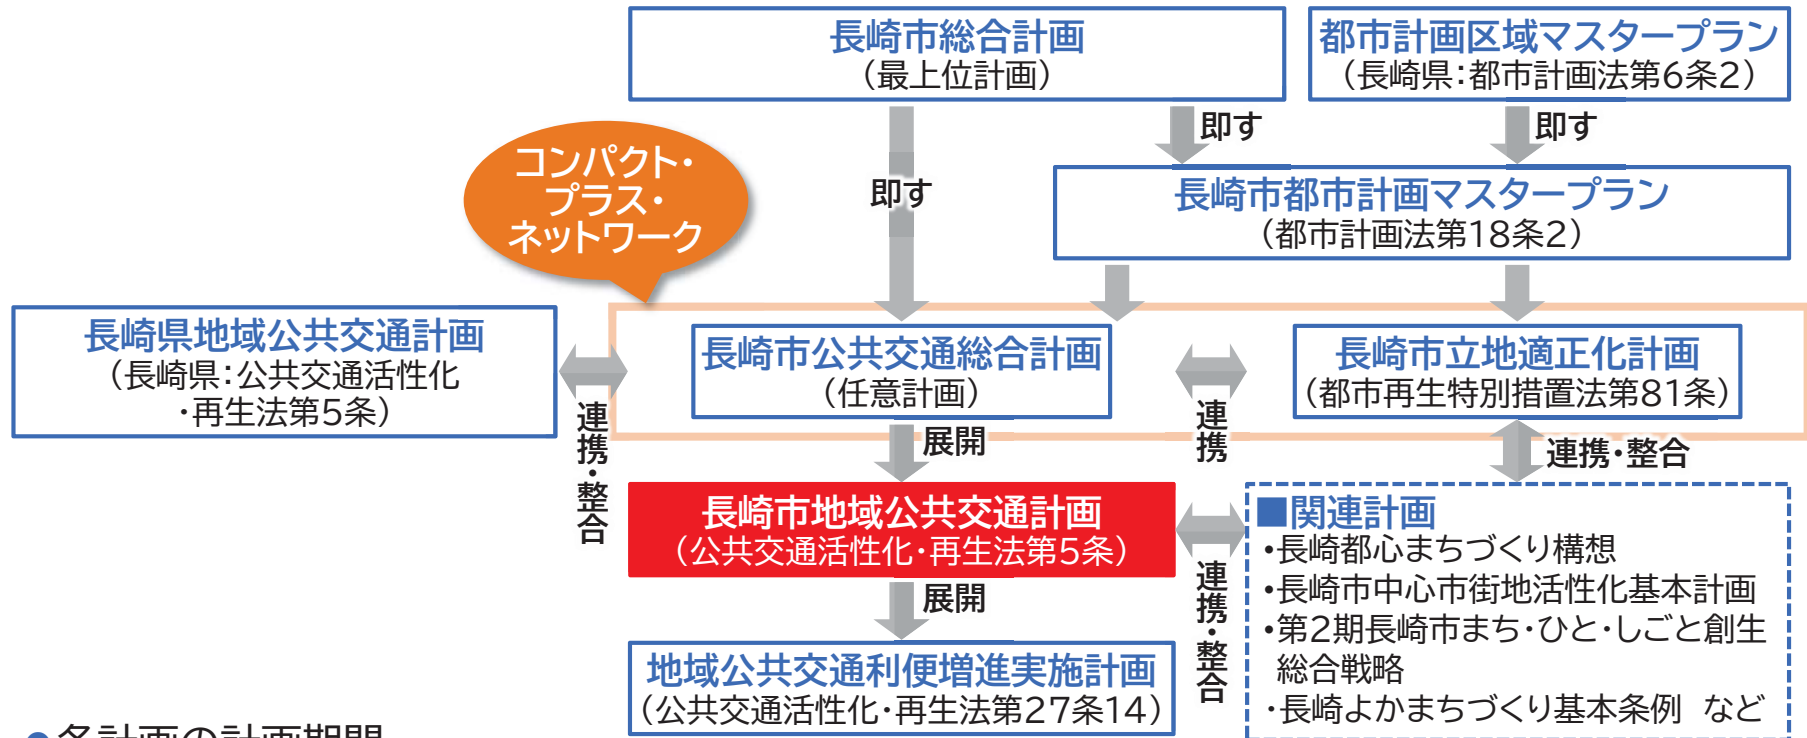 長崎市総合計画
（最上位計画）
都市計画区域マスタープラン
（長崎県：都市計画法第6条2）
即す
即す
コンパクト・
プラス・
ネットワーク
即す
長崎市都市計画マスタープラン
（都市計画法第18条2）
長崎県地域公共交通計画
（長崎県：公共交通活性化
・再生法第5条）
連携・整合
長崎市公共交通総合計画
（任意計画）
連携
長崎市立地適正化計画
（都市再生特別措置法第81条）
展開
連携・整合
長崎市地域公共交通計画
（公共交通活性化・再生法第5条）
連携・整合
展開
地域公共交通利便増進実施計画
（公共交通活性化・再生法第27条14）
■関連計画
・長崎都心まちづくり構想
・長崎市中心市街地活性化基本計画
・第2期長崎市まち・ひと・しごと創生
総合戦略
・長崎よかまちづくり基本条例　など
●各計画の計画期間